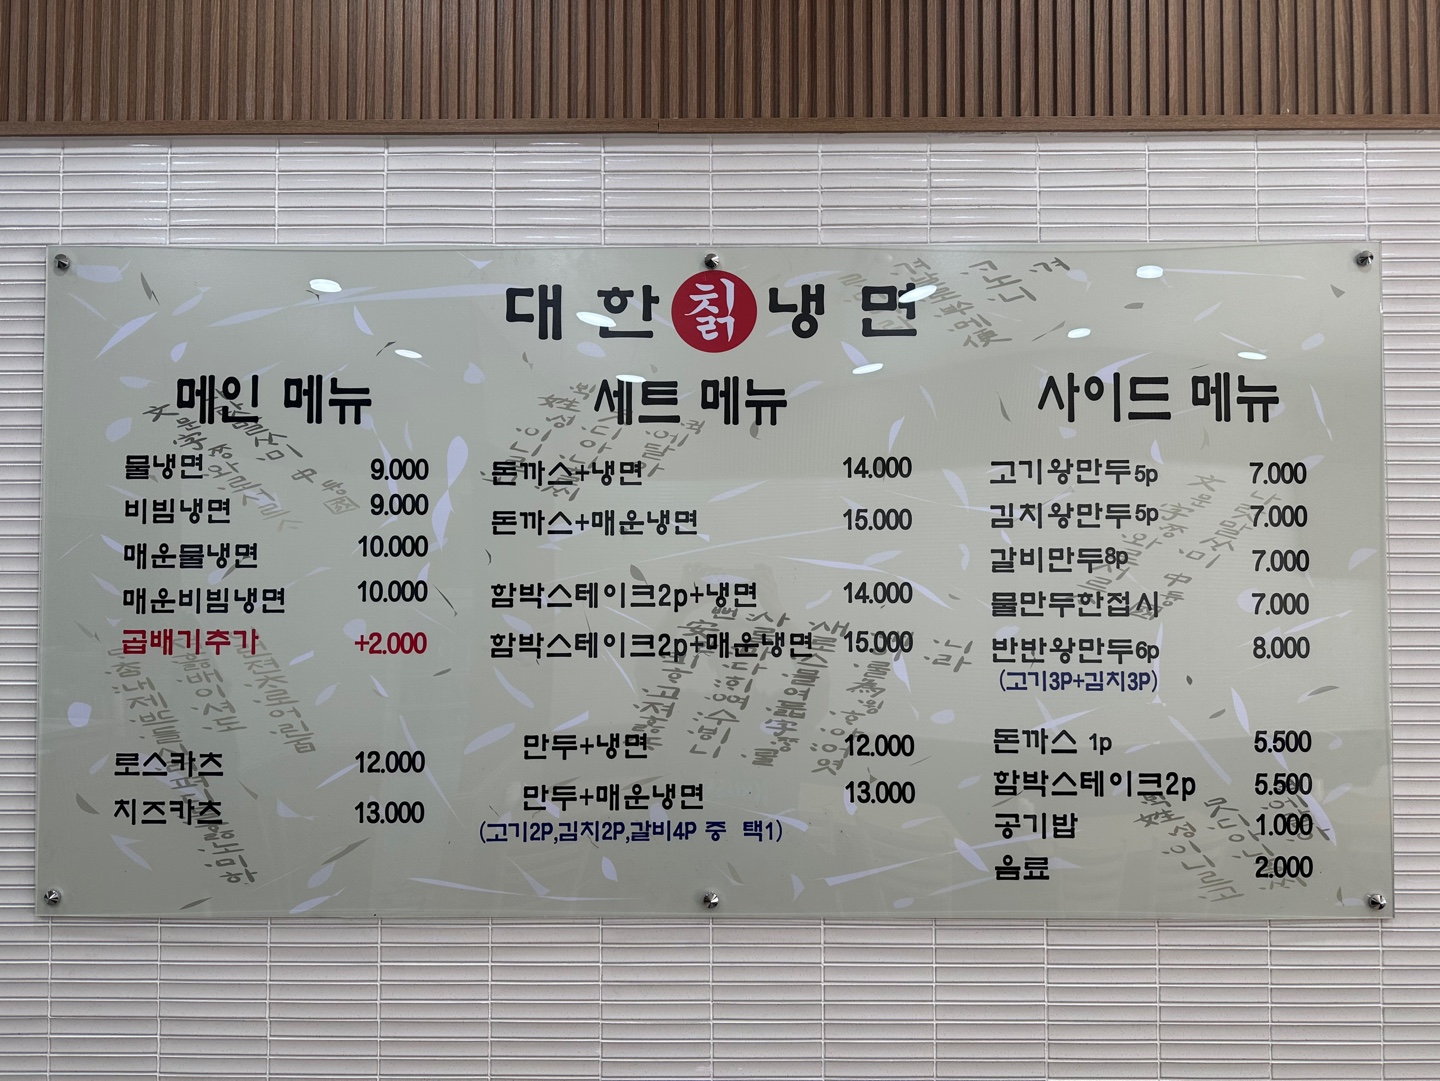 대한칡냉면
메인 메뉴
물냉면 9.000
비빔냉면 9.000
매운물냉면 10.000
매운비빔냉면 10.000
곱배기추가 +2.000
로스카츠 12.000
치즈카츠 13.000
세트 메뉴
돈까스+냉면 14.000
돈까스+매운냉면 15.000
함박스테이크2p+냉면 14.000
함박스테이크2p+매운냉면 15.000
만두+냉면 12.000
만두+매운냉면 13.000
(고기2P,김치2P,갈비4P 중 택1)
사이드 메뉴
고기왕만두5p 7.000
김치왕만두5p 7.000
갈비만두8p 7.000
물만두한접시 7.000
반반왕만두6p 8.000
(고기3P+김치3P)
돈까스 1p 5.500
함박스테이크2p 5.500
공기밥 1.000
음료 2.000